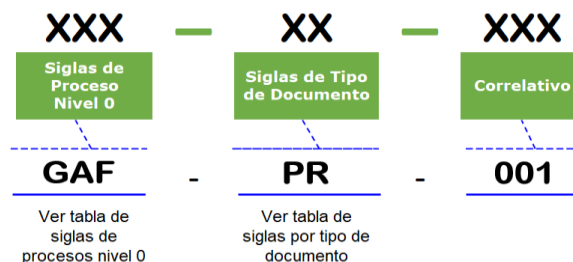 XXX - XX - XXX
Siglas de
Proceso
Nivel 0
Siglas de Tipo
de Documento
Correlativo
GAF - PR - 001
Ver tabla de
siglas de
procesos nivel 0
Ver tabla de
siglas por tipo de
documento